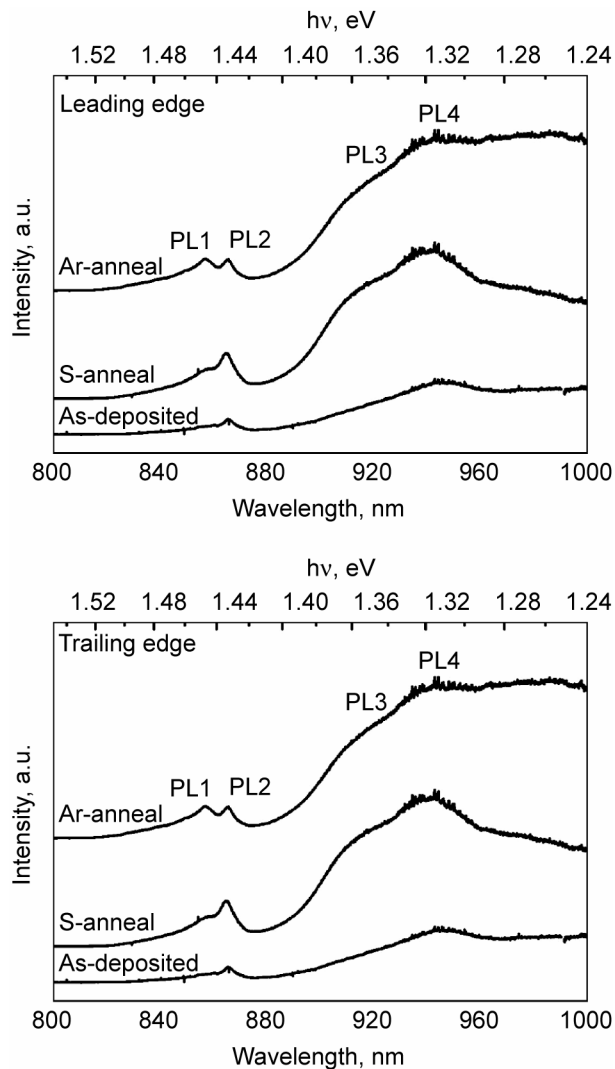 hν, eV
1.52 1.48 1.44 1.40 1.36 1.32 1.28 1.24
Leading edge
PL4
PL3
PL1 PL2
Ar-anneal
S-anneal
As-deposited
Intensity, a.u.
800 840 880 920 960 1000
Wavelength, nm
hν, eV
1.52 1.48 1.44 1.40 1.36 1.32 1.28 1.24
Trailing edge
PL4
PL3
PL1 PL2
Ar-anneal
S-anneal
As-deposited
Intensity, a.u.
800 840 880 920 960 1000
Wavelength, nm